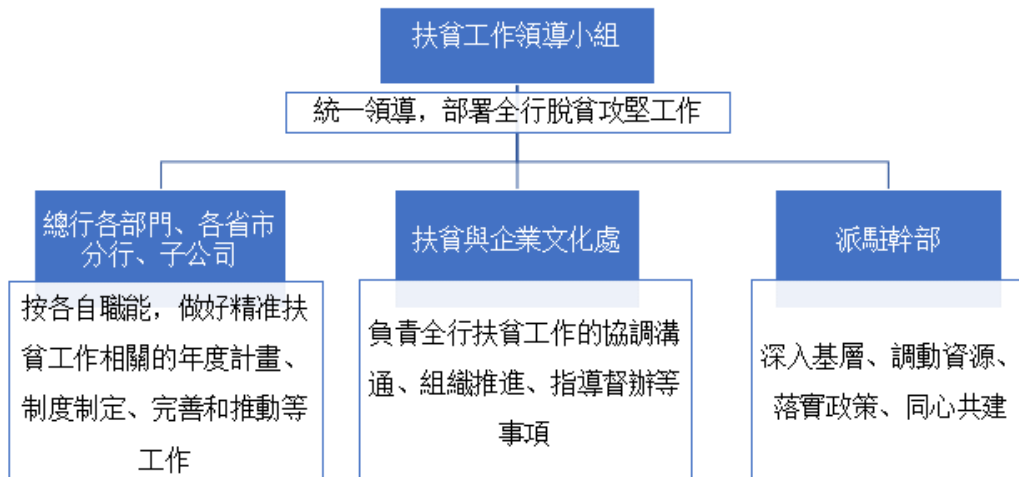 扶貧工作領導小組
統一領導，部署全行脫貧攻堅工作
總行各部門、各省市
分行、子公司
按各自職能，做好精准扶
貧工作相關的年度計畫、
制度制定、完善和推動等
工作
扶貧與企業文化處
負責全行扶貧工作的協調溝
通、組織推進、指導督辦等
事項
派駐幹部
深入基層、調動資源、
落實政策、同心共建